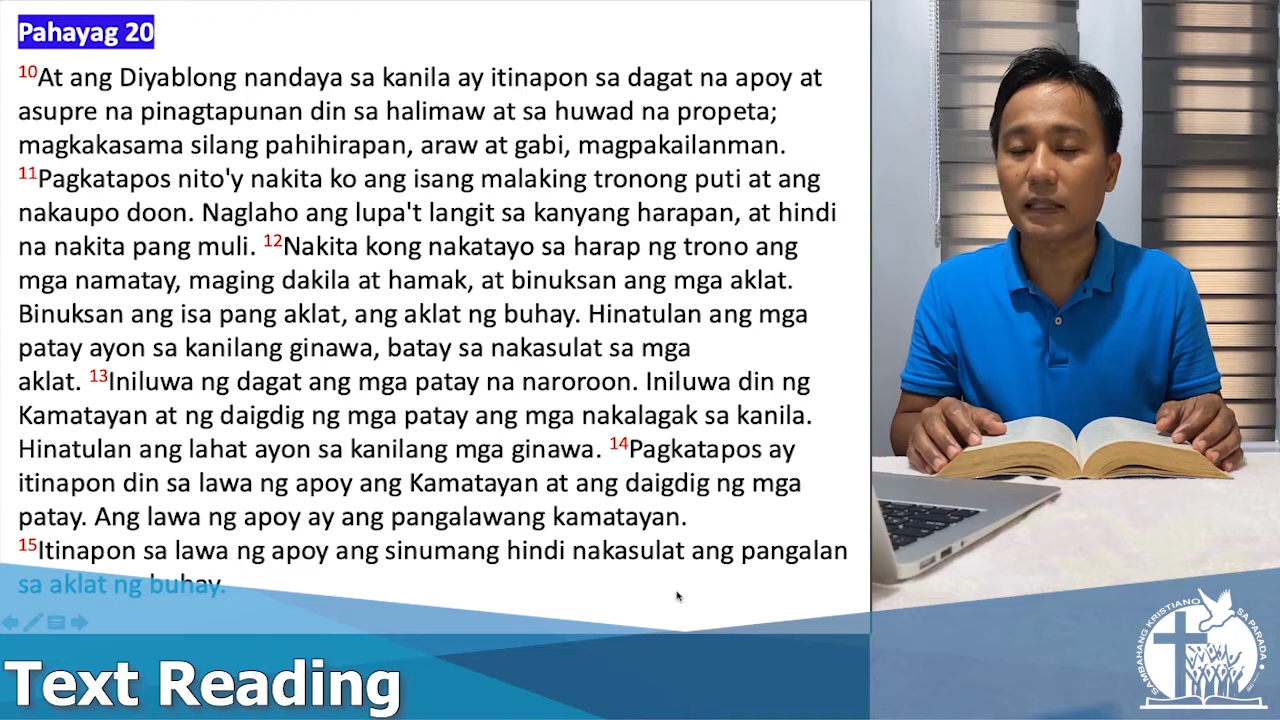 Pahayag 20
10At ang Diyablong nandaya sa kanila ay itinapon sa dagat na apoy at
asupre na pinagtapunan din sa halimaw at sa huwad na propeta;
magkakasama silang pahihirapan, araw at gabi, magpakailanman.
11Pagkatapos nito'y nakita ko ang isang malaking tronong puti at ang
nakaupo doon. Naglaho ang lupa't langit sa kanyang harapan, at hindi
na nakita pang muli. 12Nakita kong nakatayo sa harap ng trono ang
mga namatay, maging dakila at hamak, at binuksan ang mga aklat.
Binuksan ang isa pang aklat, ang aklat ng buhay. Hinatulan ang mga
patay ayon sa kanilang ginawa, batay sa nakasulat sa mga
aklat. 13Iniluwa ng dagat ang mga patay na naroroon. Iniluwa din ng
Kamatayan at ng daigdig ng mga patay ang mga nakalagak sa kanila.
Hinatulan ang lahat ayon sa kanilang mga ginawa. 14Pagkatapos ay
itinapon din sa lawa ng apoy ang Kamatayan at ang daigdig ng mga
patay. Ang lawa ng apoy ay ang pangalawang kamatayan.
15Itinapon sa lawa ng apoy ang sinumang hindi nakasulat ang pangalan
sa aklat ng buhay.
Text Reading
SAMBAHANG KRISTIANO SA PARADA